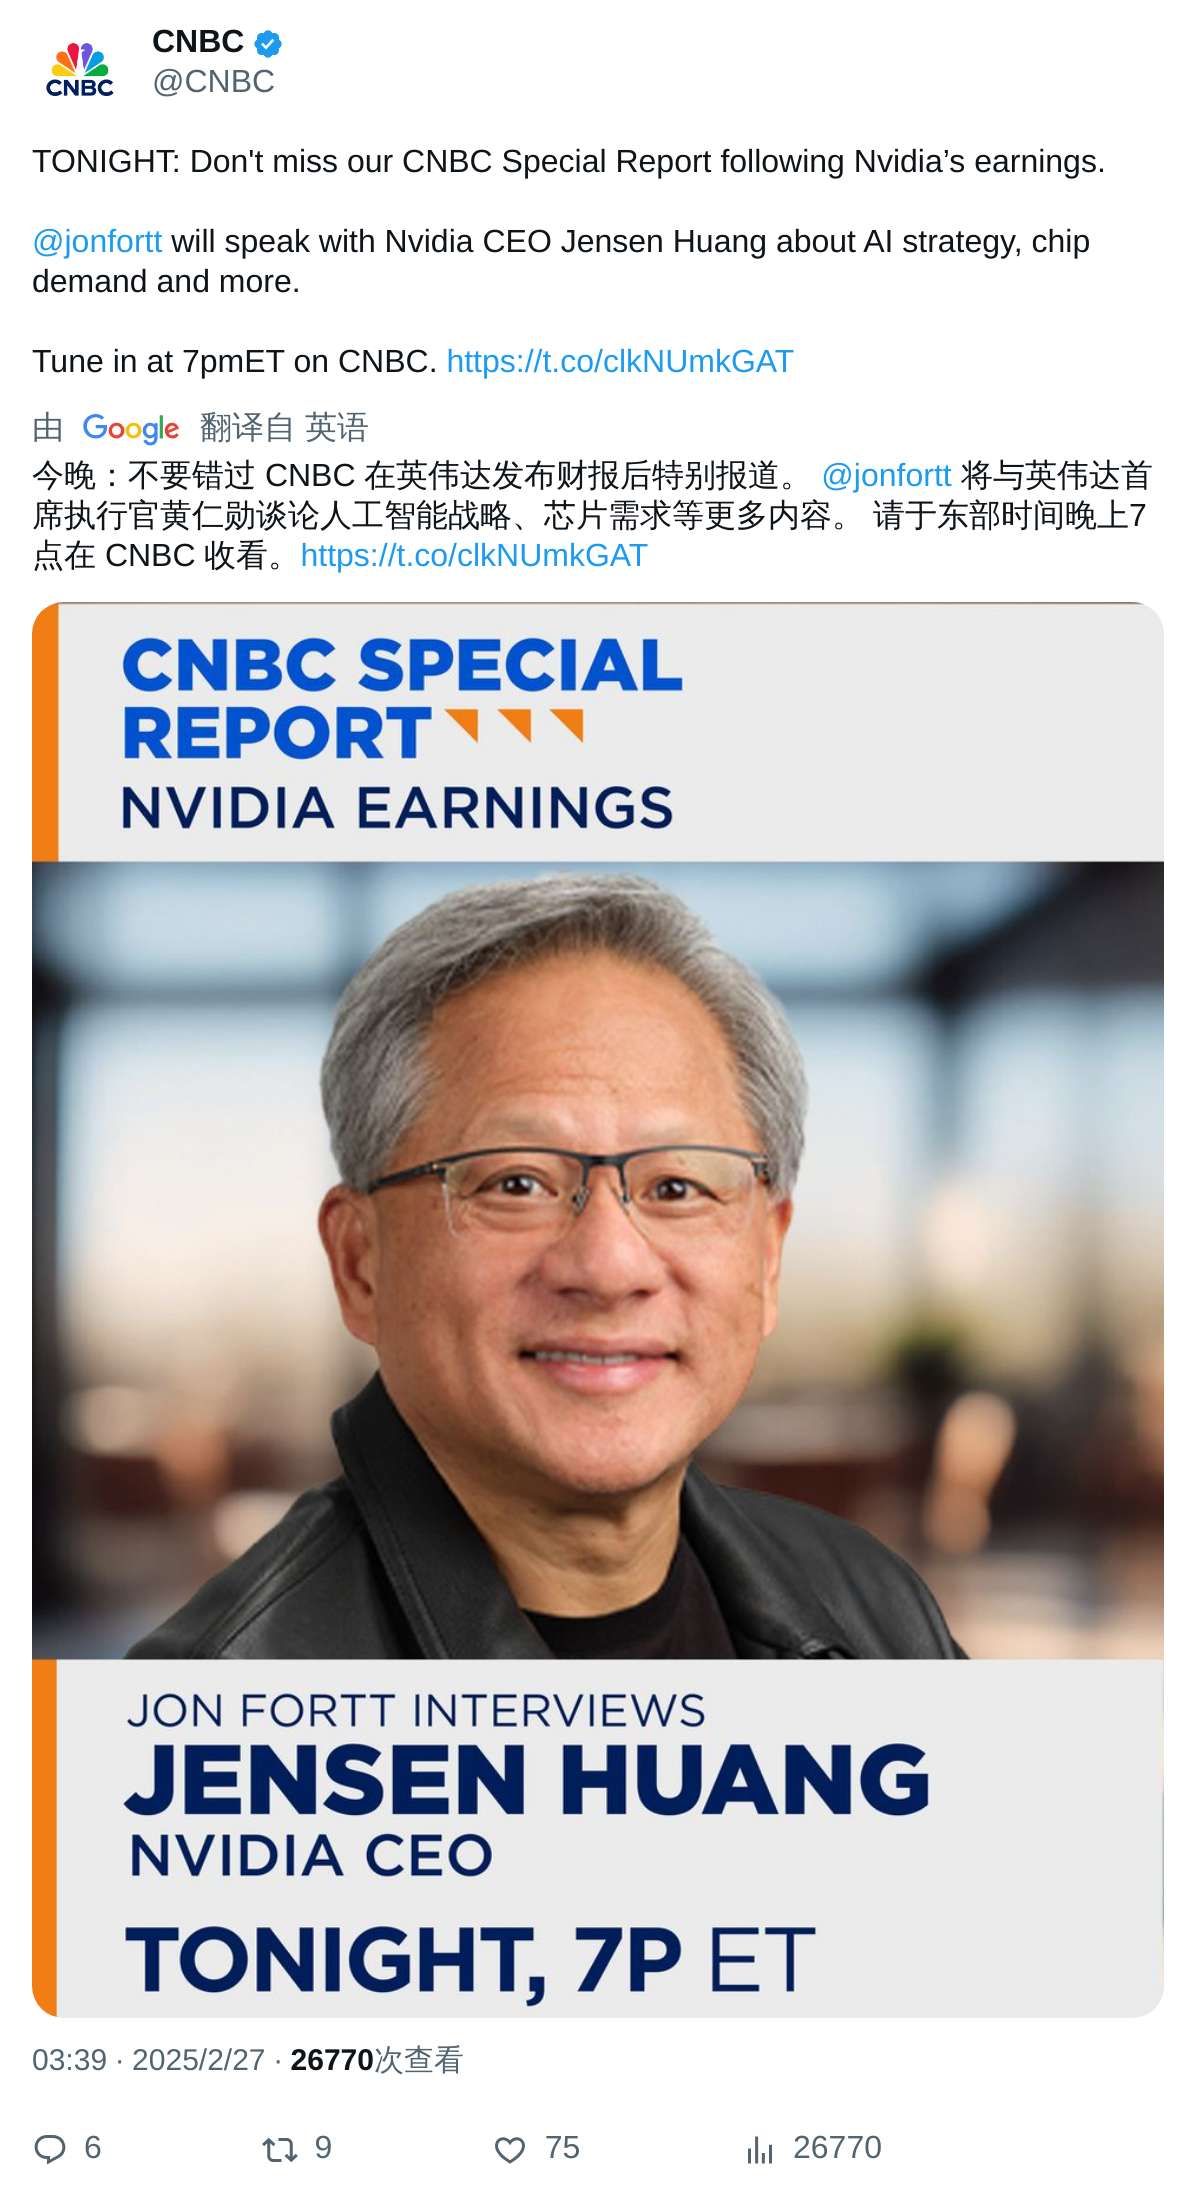 CNBC
@CNBC
CNBC
TONIGHT: Don't miss our CNBC Special Report following Nvidia’s earnings.
@jonfortt will speak with Nvidia CEO Jensen Huang about AI strategy, chip
demand and more.
Tune in at 7pmET on CNBC. https://t.co/clkNUmkGAT
由 Google 翻译自 英语
今晚：不要错过 CNBC 在英伟达发布财报后特别报道。 @jonfortt 将与英伟达首
席执行官黄仁勋谈论人工智能战略、芯片需求等更多内容。 请于东部时间晚上7
点在 CNBC 收看。https://t.co/clkNUmkGAT
CNBC SPECIAL
REPORT
NVIDIA EARNINGS
JON FORTT INTERVIEWS
JENSEN HUANG
NVIDIA CEO
TONIGHT, 7P ET
03:39 · 2025/2/27 · 26770次查看
6 9 75 26770